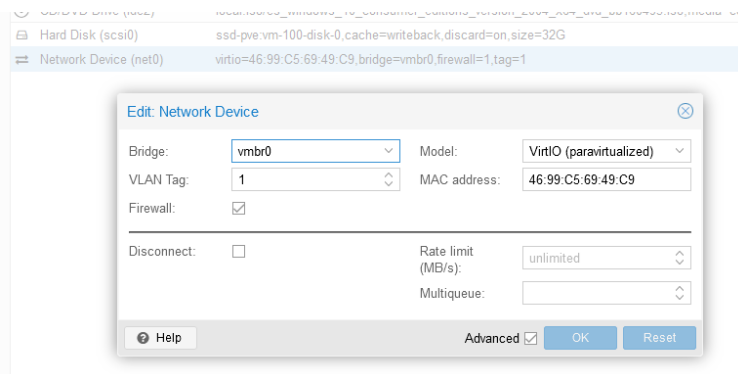 Hard Disk (scsi0) ssd-pve:vm-100-disk-0,cache=writeback,discard=on,size=32G
Network Device (net0) virtio=46:99:C5:69:49:C9,bridge=vmbr0,firewall=1,tag=1
Edit: Network Device
Bridge: vmbr0 Model: VirtIO (paravirtualized)
VLAN Tag: 1 MAC address: 46:99:C5:69:49:C9
Firewall:
Disconnect: Rate limit
(MB/s): unlimited
Multiqueue:
Help Advanced OK Reset